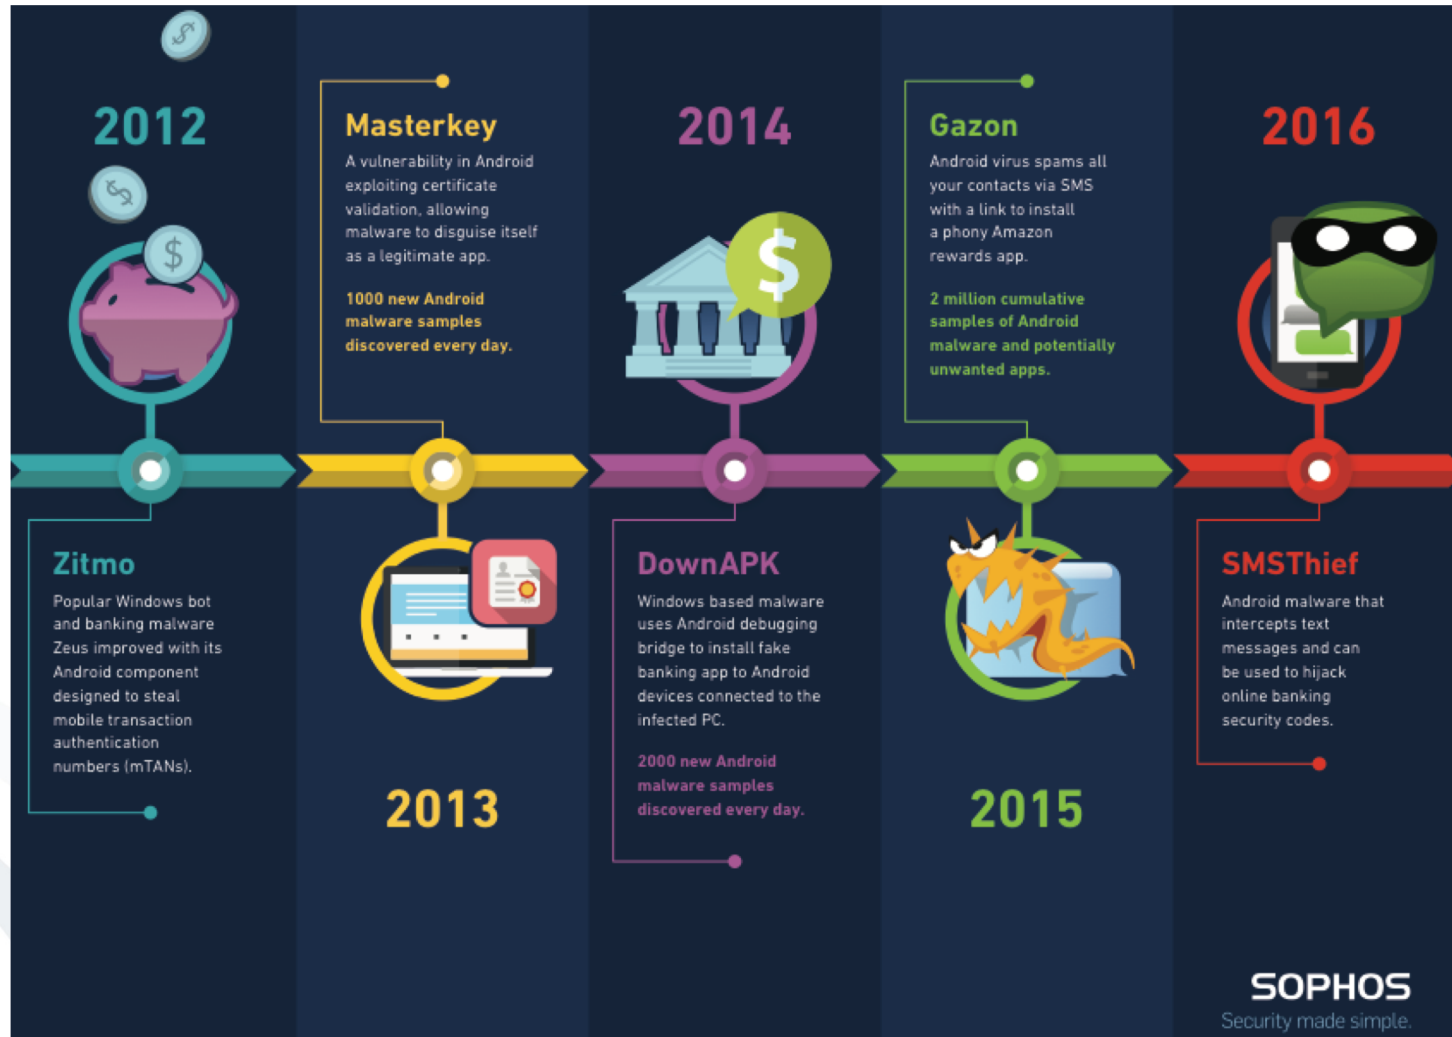 2012
Zitmo
Popular Windows bot
and banking malware
Zeus improved with its
Android component
designed to steal
mobile transaction
authentication
numbers (mTANs).
Masterkey
A vulnerability in Android
exploiting certificate
validation, allowing
malware to disguise itself
as a legitimate app.
1000 new Android
malware samples
discovered every day.
2013
2014
$
DownAPK
Windows based malware
uses Android debugging
bridge to install fake
banking app to Android
devices connected to the
infected PC.
2000 new Android
malware samples
discovered every day.
Gazon
Android virus spams all
your contacts via SMS
with a link to install
a phony Amazon
rewards app.
2 million cumulative
samples of Android
malware and potentially
unwanted apps.
2015
2016
SMSThief
Android malware that
intercepts text
messages and can
be used to hijack
online banking
security codes.
SOPHOS
Security made simple.